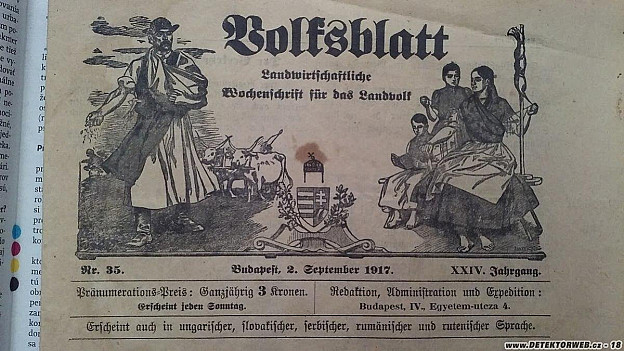 Volksblatt
Landwirtschaftliche
Wochenschrift für das Landvolk
Nr. 35.
Budapest, 2. September 1917.
XXIV. Jahrgang.
Pränumerations-Preis: Ganzjährig 3 Kronen.
Erscheint jeden Sonntag.
Redaktion, Administration und Expedition:
Budapest, IV. Egyetem-utcza 4.
Erscheint auch in ungarischer, slovakischer, serbischer, rumänischer und rutenischer Sprache.
www.DETEKTORWEB.cz - 18